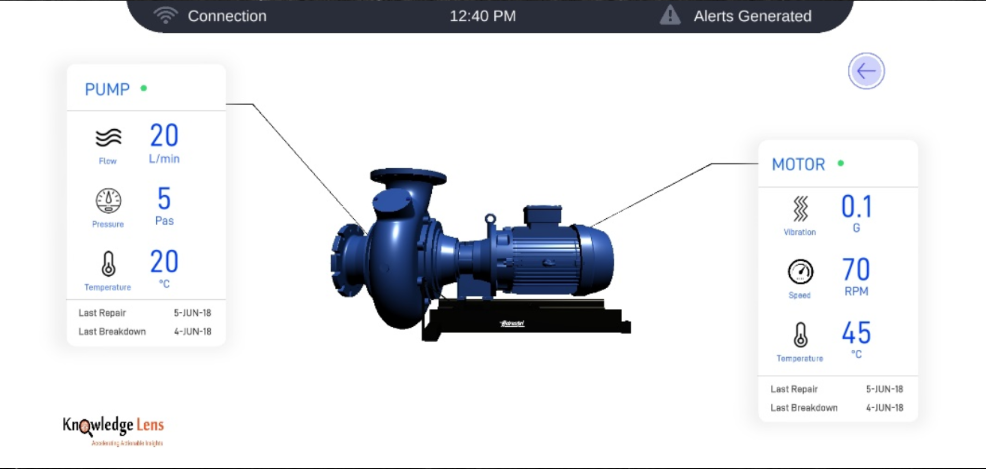 Connection
12:40 PM
Alerts Generated
PUMP
20
Flow
L/min
5
Pressure
Pas
20
Temperature
°C
Last Repair 5-JUN-18
Last Breakdown 4-JUN-18
MOTOR
0.1
Vibration
G
70
Speed
RPM
45
Temperature
°C
Last Repair 5-JUN-18
Last Breakdown 4-JUN-18
Knowledge Lens
Accelerating Actionable Insights